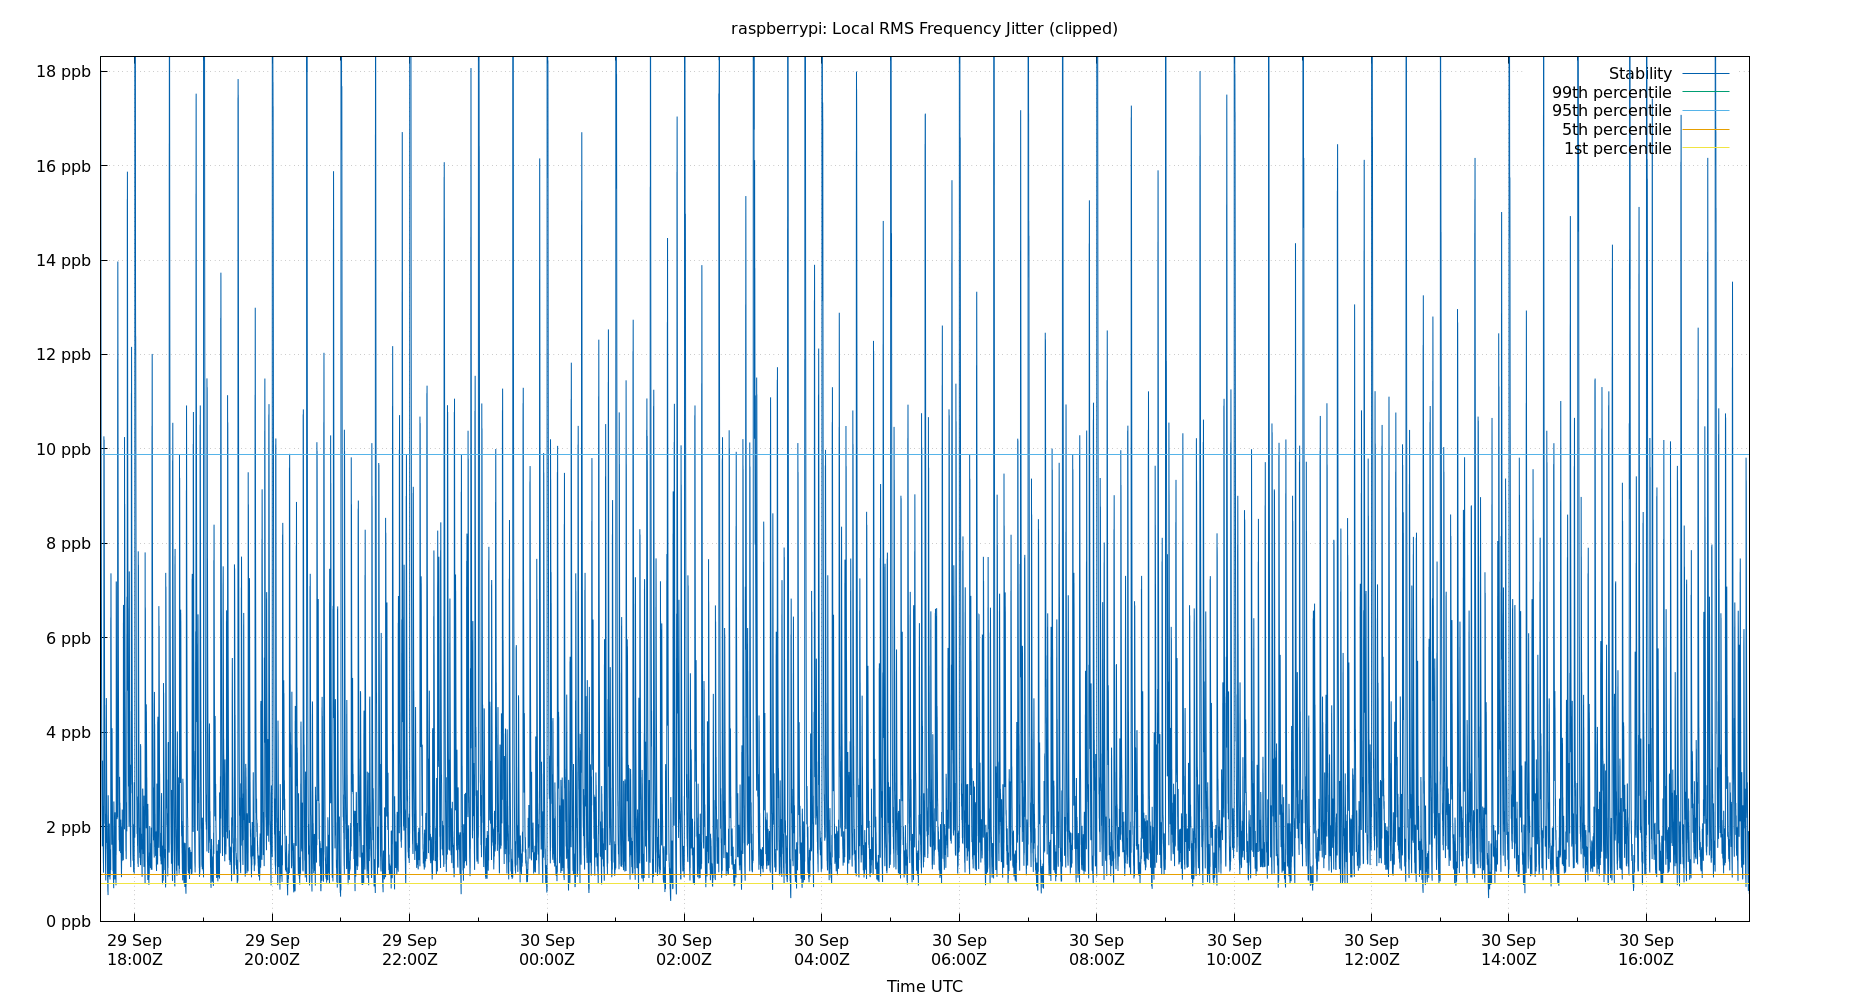 raspberrypi: Local RMS Frequency Jitter (clipped)
18 ppb
16 ppb
14 ppb
12 ppb
10 ppb
8 ppb
6 ppb
4 ppb
2 ppb
0 ppb
Stability
99th percentile
95th percentile
5th percentile
1st percentile
29 Sep
18:00Z
29 Sep
20:00Z
29 Sep
22:00Z
30 Sep
00:00Z
30 Sep
02:00Z
30 Sep
04:00Z
30 Sep
06:00Z
30 Sep
08:00Z
30 Sep
10:00Z
30 Sep
12:00Z
30 Sep
14:00Z
30 Sep
16:00Z
Time UTC